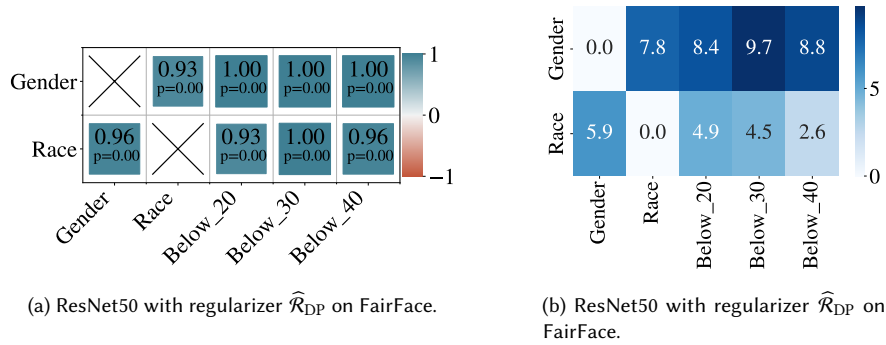 Gender
0.93
p=0.00
1.00
p=0.00
1.00
p=0.00
1.00
p=0.00
Race
0.96
p=0.00
0.93
p=0.00
1.00
p=0.00
0.96
p=0.00
Gender
Race
Below_20
Below_30
Below_40
1
0
−1
(a) ResNet50 with regularizer R̂_DP on FairFace.
Gender
0.0 7.8 8.4 9.7 8.8
Race
5.9 0.0 4.9 4.5 2.6
Gender
Race
Below_20
Below_30
Below_40
5
0
(b) ResNet50 with regularizer R̂_DP on
FairFace.